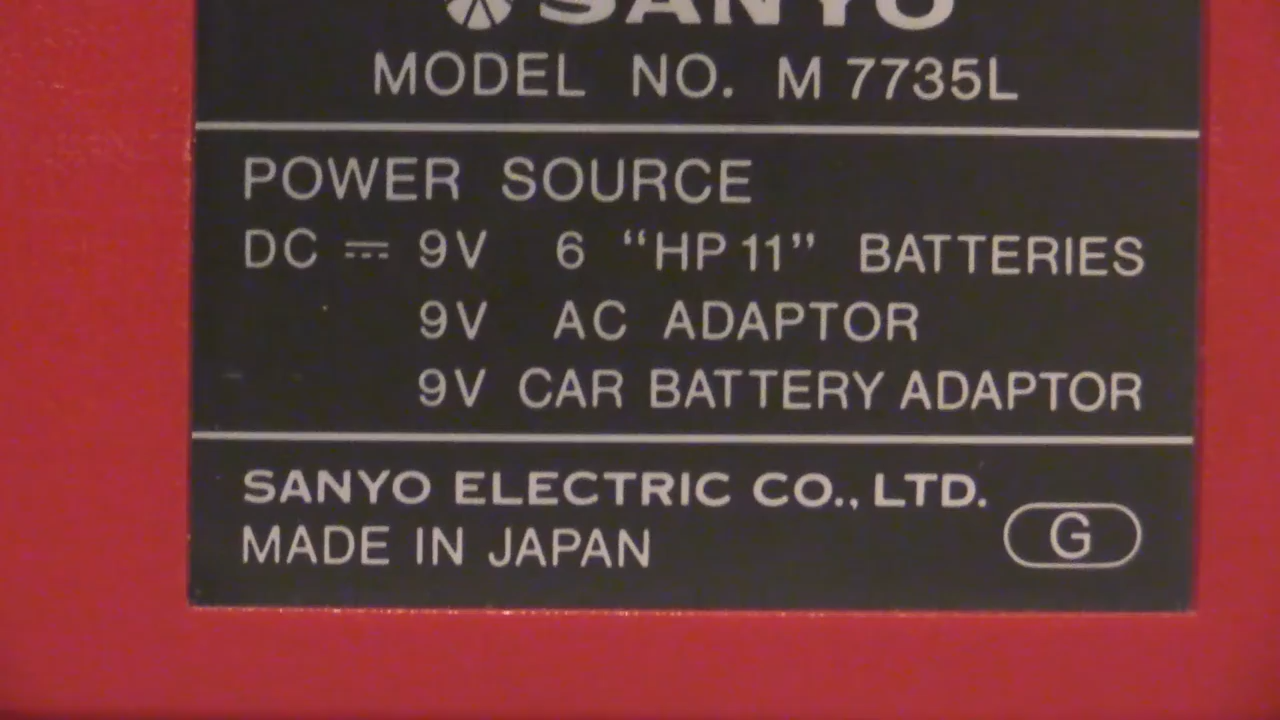 SANYO
MODEL NO. M 7735L
POWER SOURCE
DC ⎓ 9V 6 “HP 11” BATTERIES
9V AC ADAPTOR
9V CAR BATTERY ADAPTOR
SANYO ELECTRIC CO., LTD.
MADE IN JAPAN
G